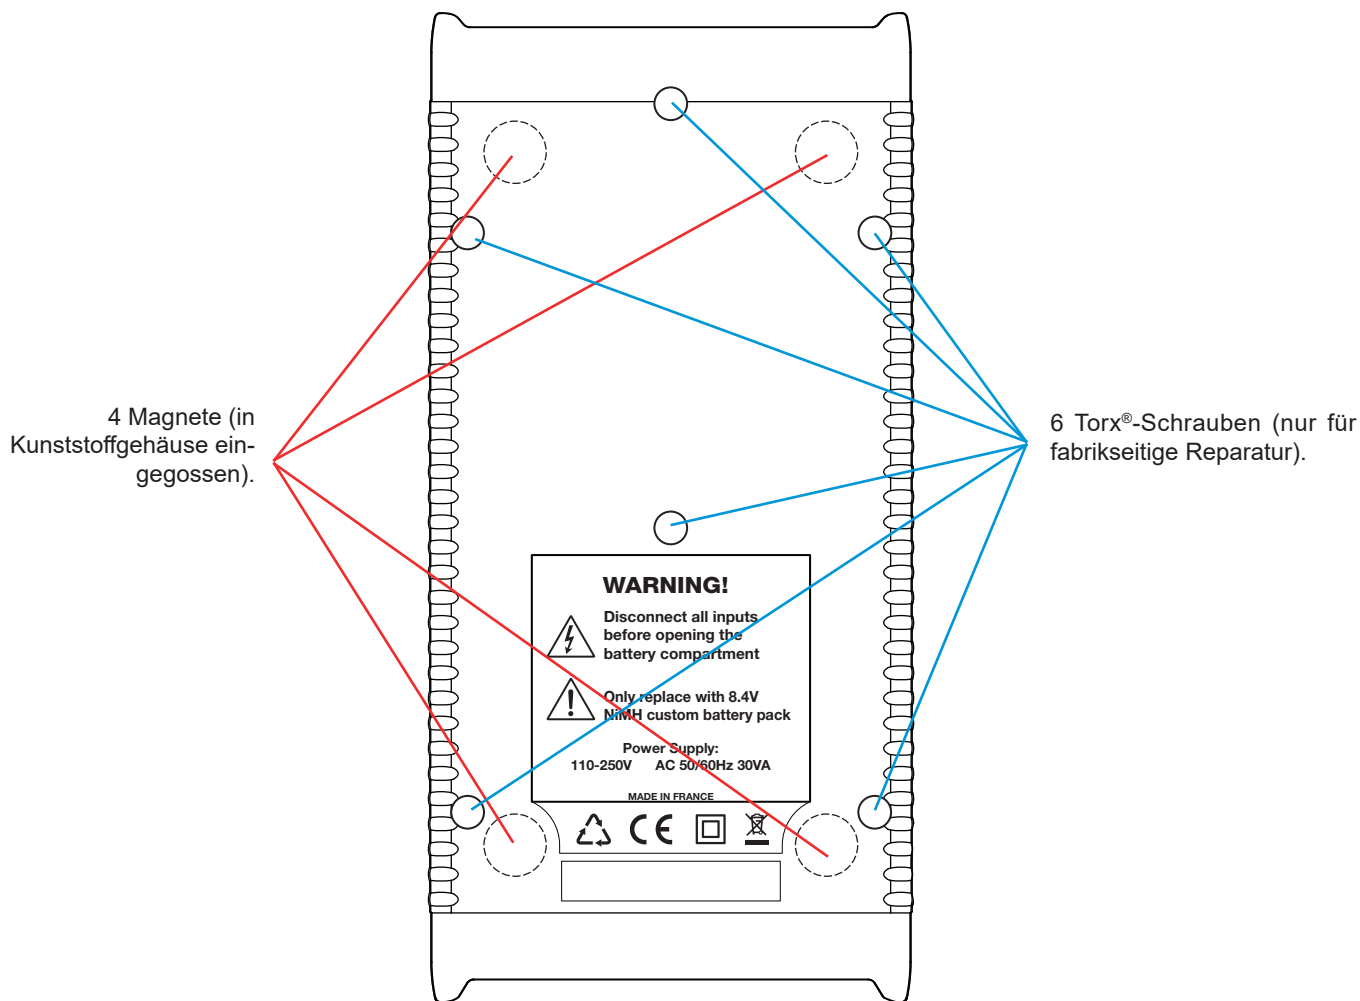 4 Magnete (in
Kunststoffgehäuse ein-
gegossen).
6 Torx®-Schrauben (nur für
fabrikseitige Reparatur).
WARNING!
Disconnect all inputs
before opening the
battery compartment
Only replace with 8.4V
NiMH custom battery pack
Power Supply:
110-250V AC 50/60Hz 30VA
MADE IN FRANCE
CE